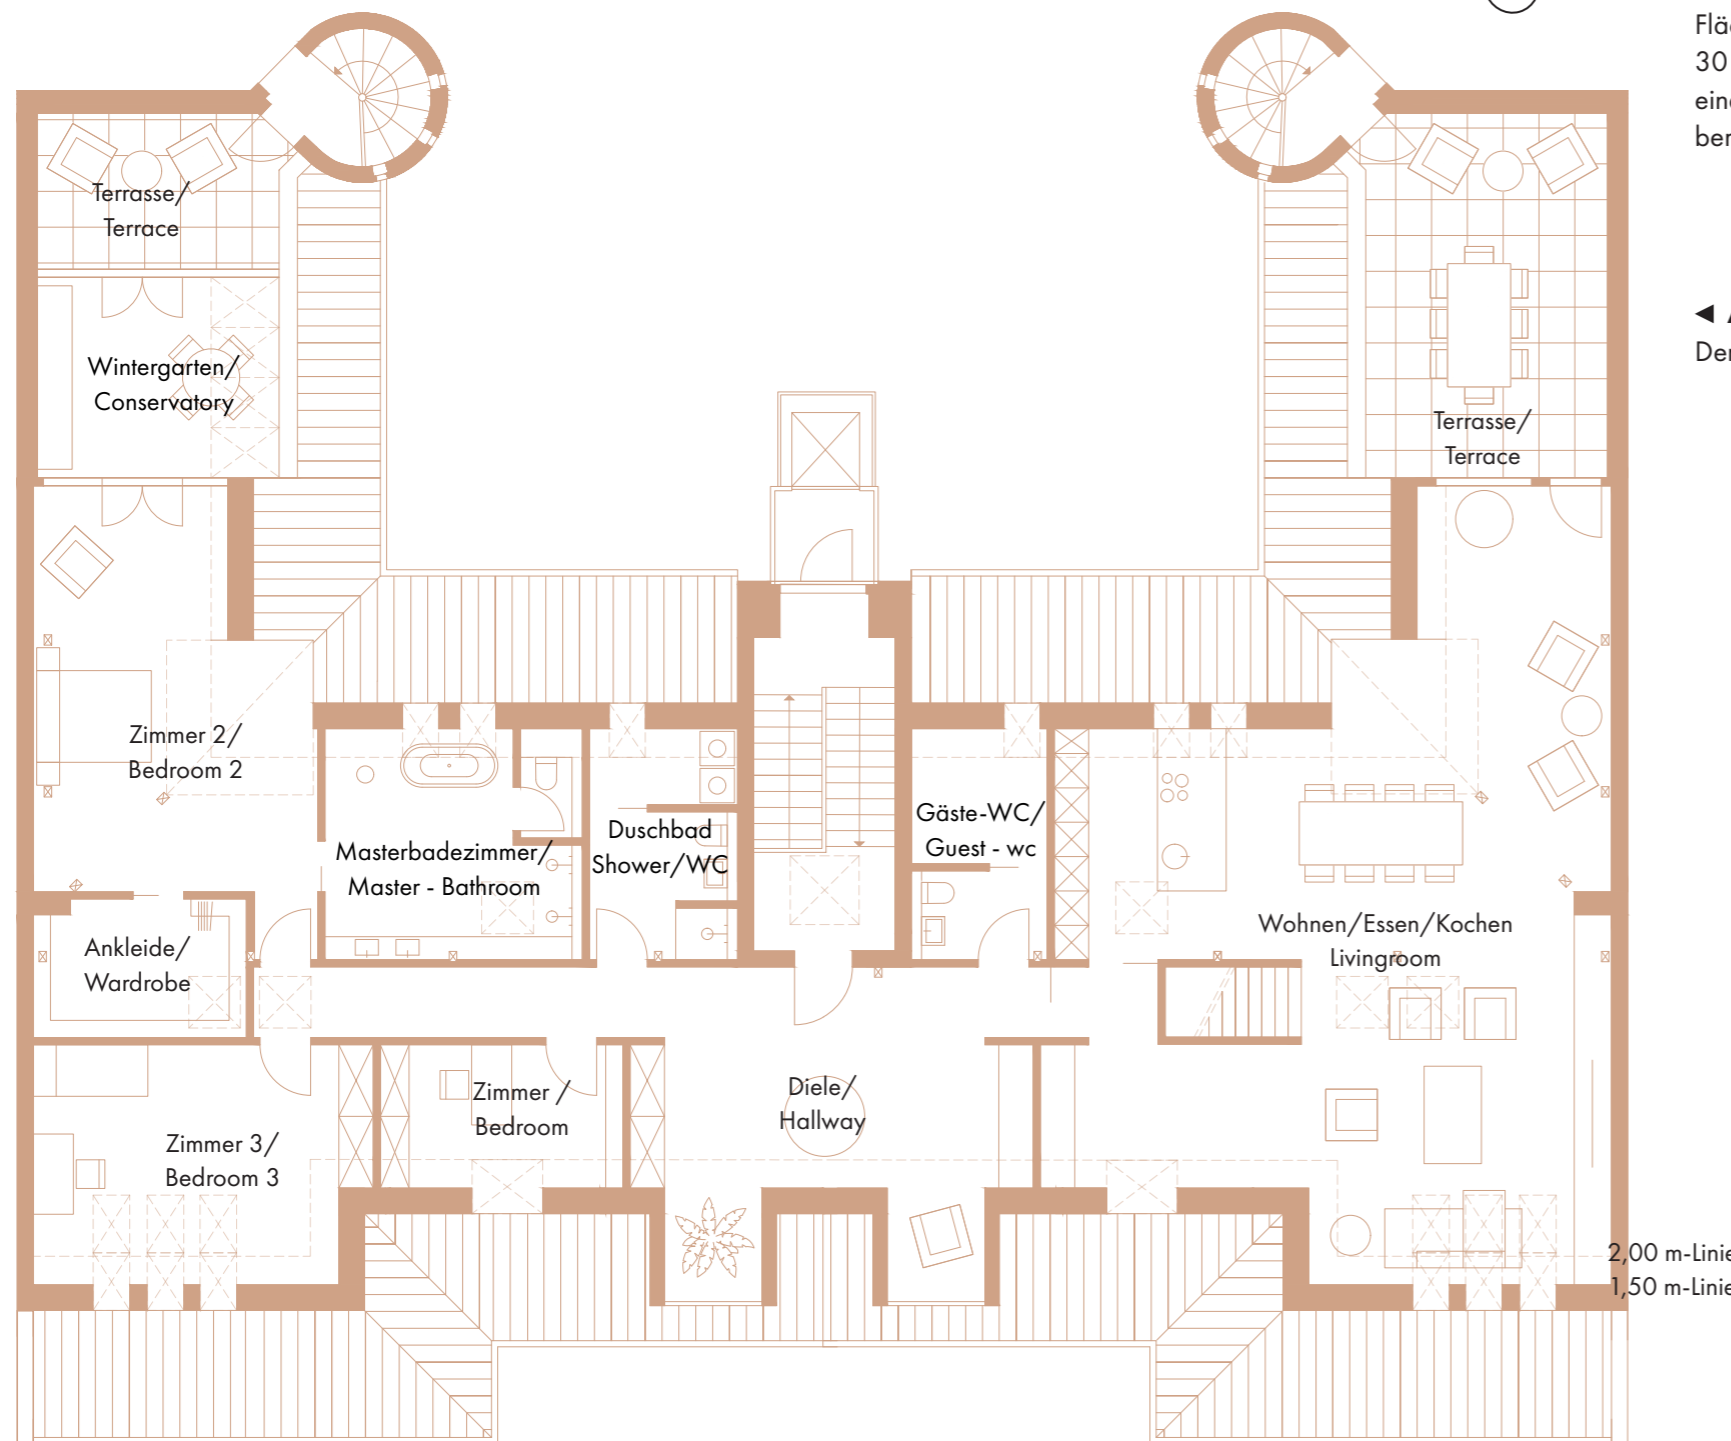 30
Terrasse/
Terrace
Wintergarten/
Conservatory
Terrasse/
Terrace
Zimmer 2/
Bedroom 2
Masterbadezimmer/
Master - Bathroom
Duschbad
Shower/WC
Gäste-WC/
Guest - wc
Wohnen/Essen/Kochen
Livingroom
Ankleide/
Wardrobe
Zimmer /
Bedroom
Diele/
Hallway
Zimmer 3/
Bedroom 3
2,00 m-Linie
1,50 m-Linie